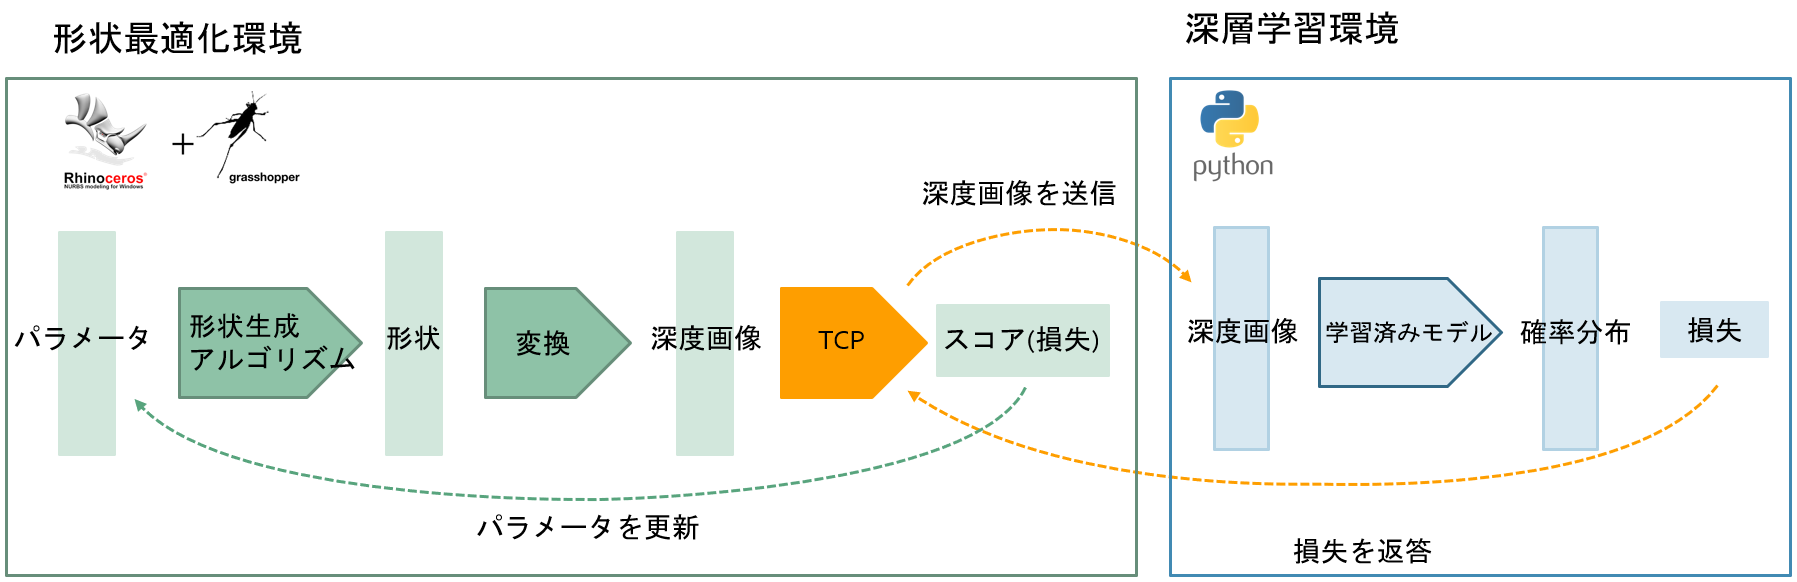 形状最適化環境
深層学習環境
Rhinoceros®
NURBS modeling for Windows
+
grasshopper
python
深度画像を送信
パラメータ
形状生成
アルゴリズム
形状
変換
深度画像
TCP
スコア(損失)
深度画像
学習済みモデル
確率分布
損失
パラメータを更新
損失を返答